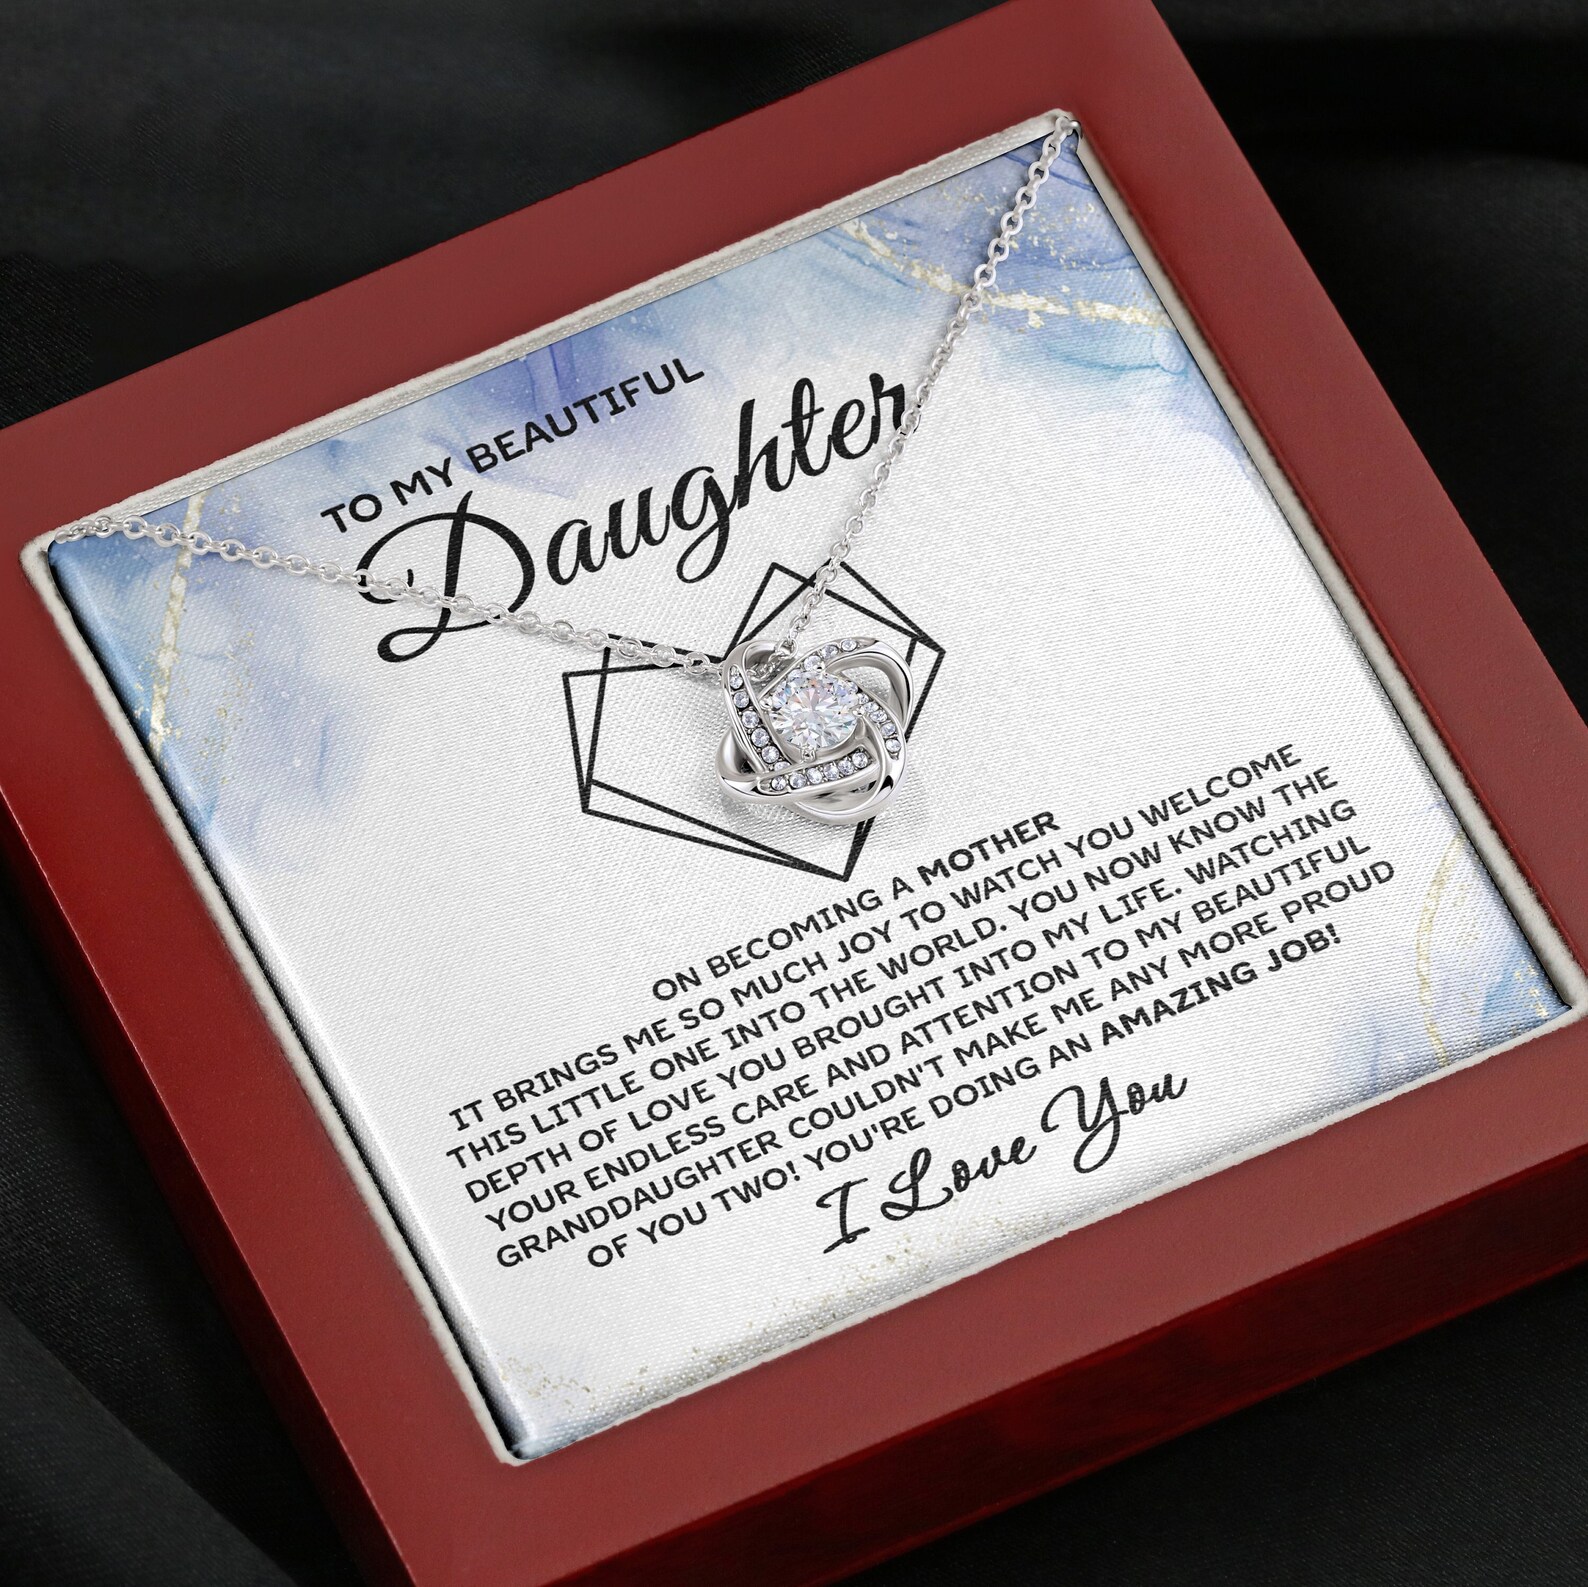 TO MY BEAUTIFUL
Daughter
ON BECOMING A MOTHER
IT BRINGS ME SO MUCH JOY TO WATCH YOU WELCOME
THIS LITTLE ONE INTO THE WORLD. YOU NOW KNOW THE
DEPTH OF LOVE YOU BROUGHT INTO MY LIFE. WATCHING
YOUR ENDLESS CARE AND ATTENTION TO MY BEAUTIFUL
GRANDDAUGHTER COULDN'T MAKE ME ANY MORE PROUD
OF YOU TWO! YOU'RE DOING AN AMAZING JOB!
I Love You